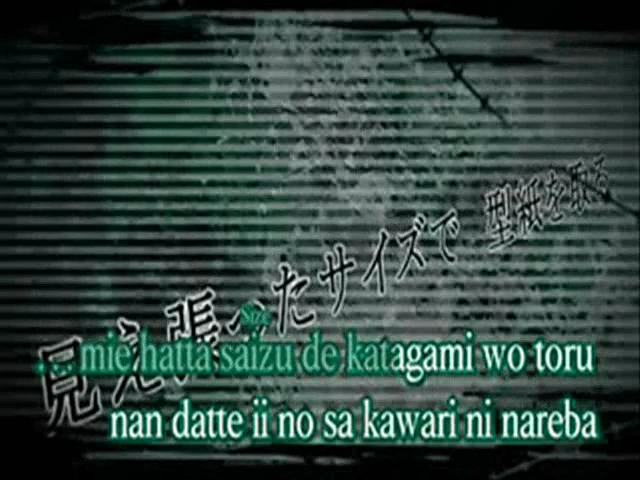 見え張ったサイズで 型紙を取る
Size
mie hatta saizu de katagami wo toru
nan datte ii no sa kawari ni nareba